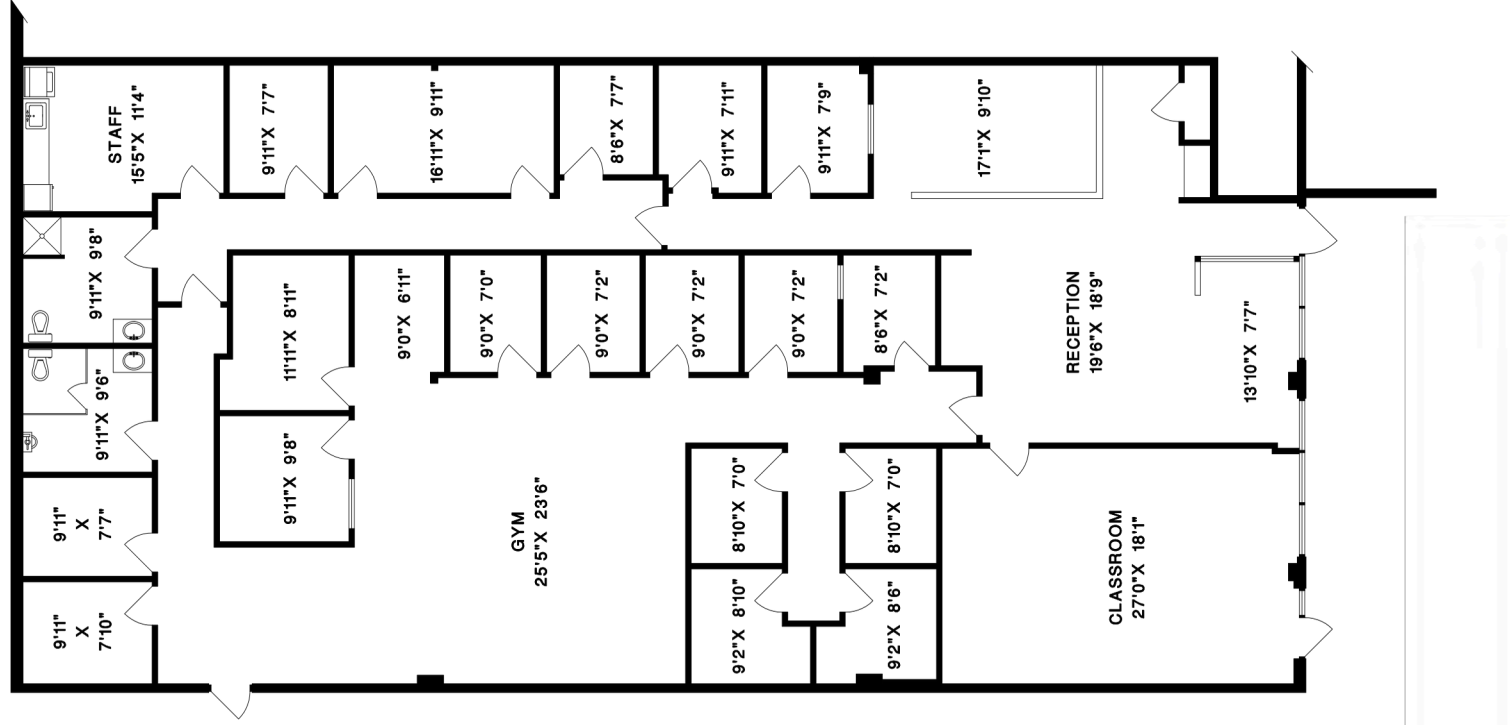 STAFF
15'5"X 11'4"
9'11"X 7'7"
16'11"X 9'11"
8'6"X 7'7"
9'11"X 7'11"
9'11"X 7'9"
17'1"X 9'10"
9'11"X 9'8"
11'11"X 8'11"
9'0"X 6'11"
9'0"X 7'0"
9'0"X 7'2"
9'0"X 7'2"
9'0"X 7'2"
8'6"X 7'2"
RECEPTION
19'6"X 18'9"
13'10"X 7'7"
9'11"X 9'6"
9'11"X 9'8"
GYM
25'5"X 23'6"
8'10"X 7'0"
8'10"X 7'0"
9'11"
X
7'7"
9'11"
X
7'10"
9'2"X 8'10"
9'2"X 8'6"
CLASSROOM
27'0"X 18'1"